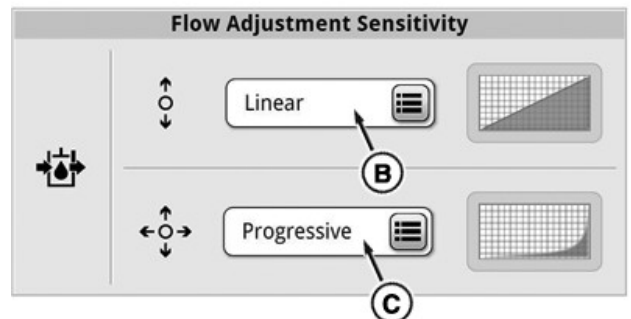 Flow Adjustment Sensitivity
Linear
B
Progressive
C